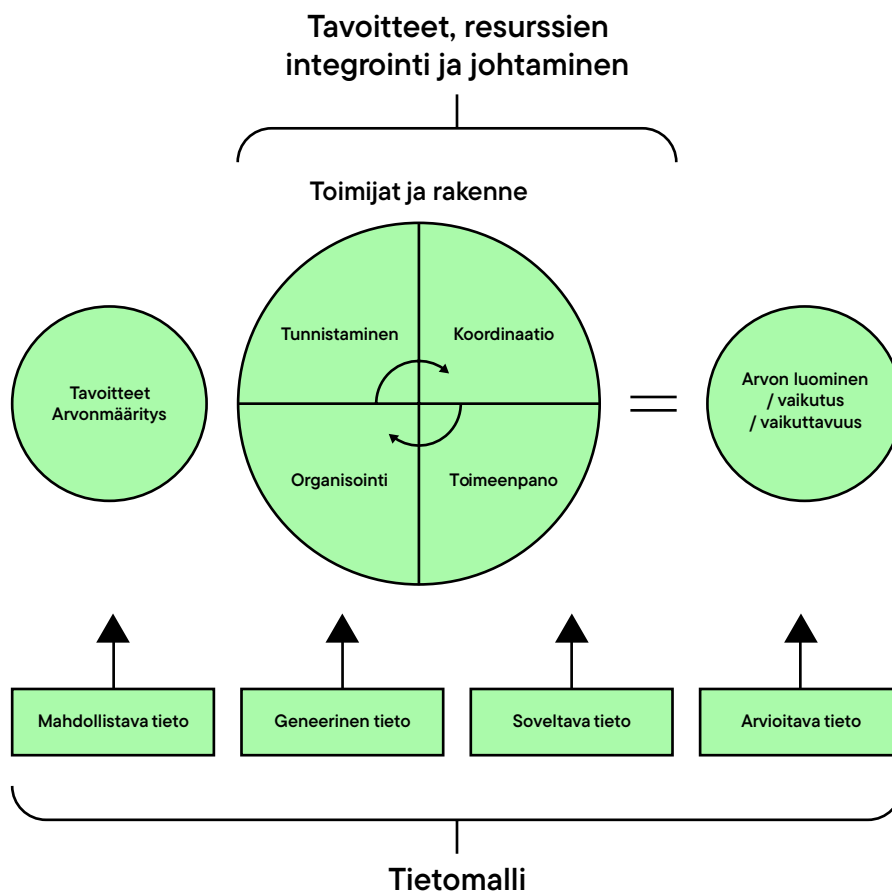 Tavoitteet, resurssien
integrointi ja johtaminen
Toimijat ja rakenne
Tunnistaminen
Koordinaatio
Tavoitteet
Arvonmääritys
Arvon luominen
/ vaikutus
/ vaikuttavuus
Organisointi
Toimeenpano
Mahdollistava tieto
Geneerinen tieto
Soveltava tieto
Arvioitava tieto
Tietomalli